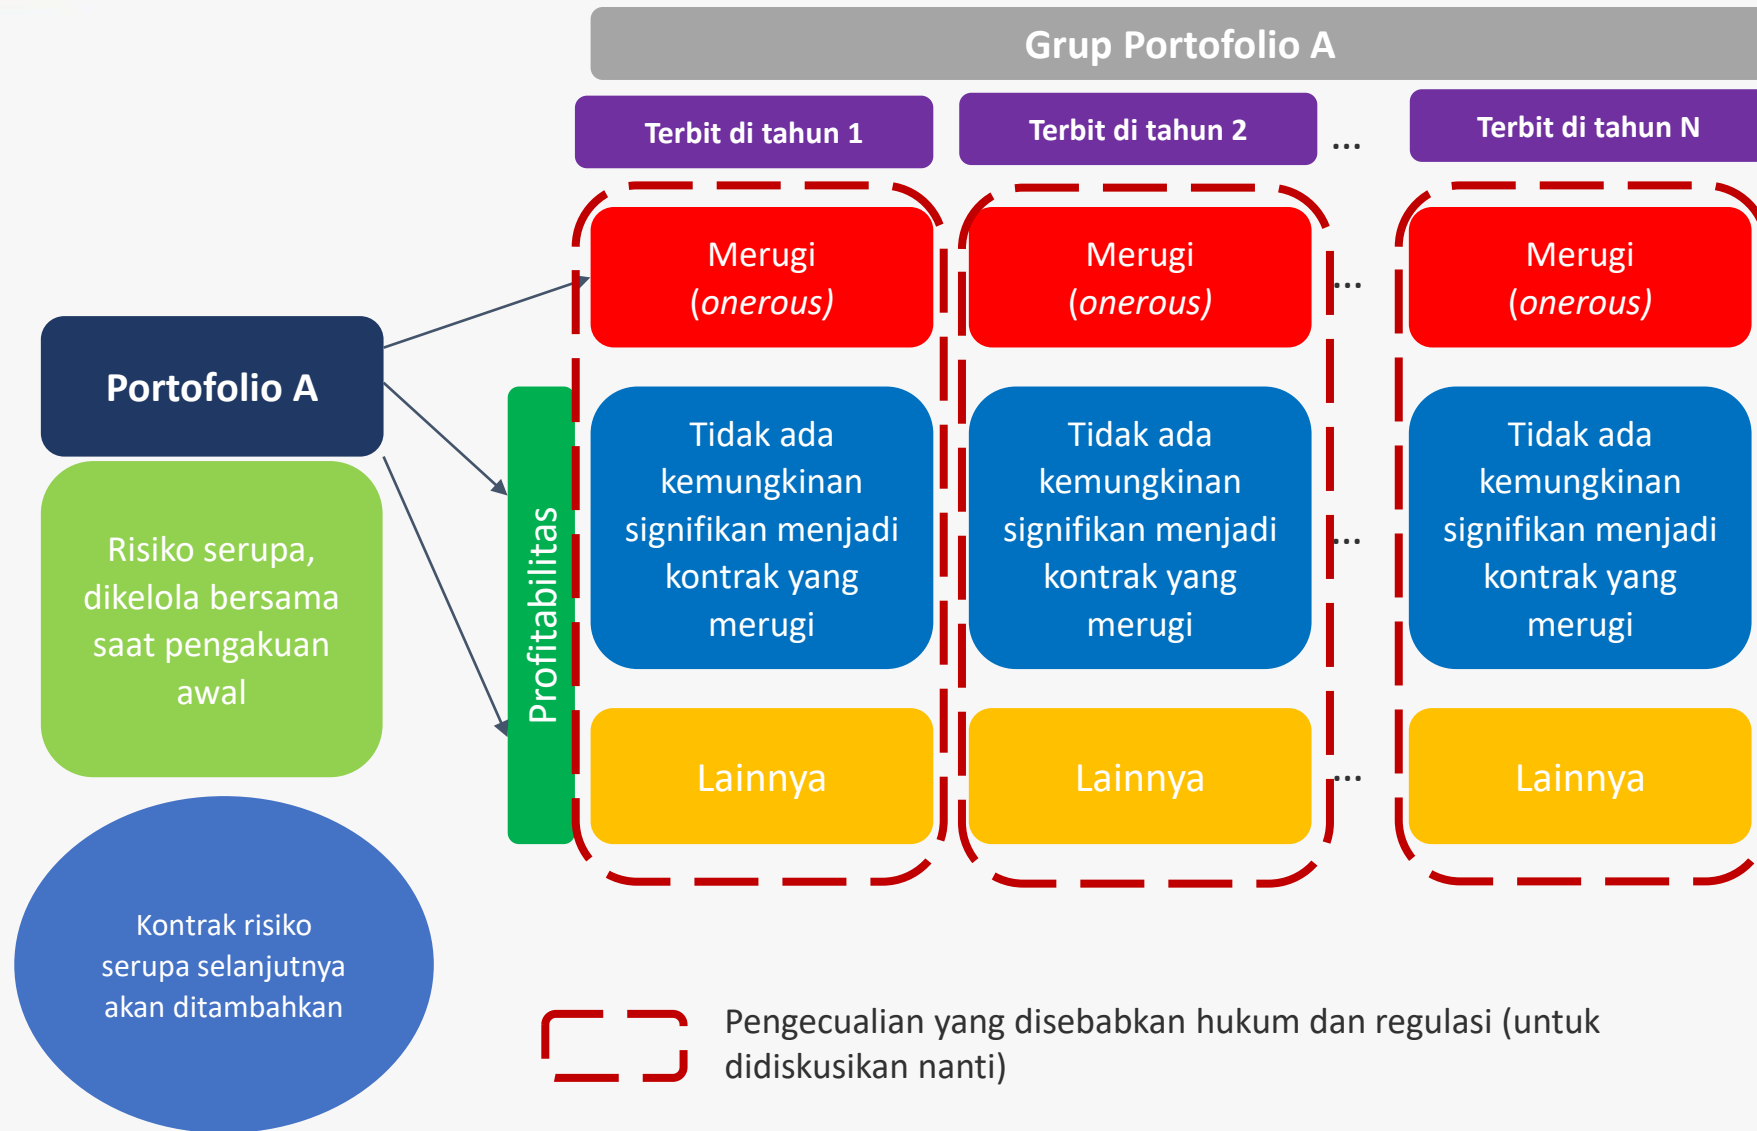 Grup Portofolio A
Terbit di tahun 1
Terbit di tahun 2
...
Terbit di tahun N
Merugi
(onerous)
Merugi
(onerous)
...
Merugi
(onerous)
Portofolio A
Risiko serupa,
dikelola bersama
saat pengakuan
awal
Kontrak risiko
serupa selanjutnya
akan ditambahkan
Profitabilitas
Tidak ada
kemungkinan
signifikan menjadi
kontrak yang
merugi
Tidak ada
kemungkinan
signifikan menjadi
kontrak yang
merugi
...
Tidak ada
kemungkinan
signifikan menjadi
kontrak yang
merugi
Lainnya
Lainnya
...
Lainnya
Pengecualian yang disebabkan hukum dan regulasi (untuk
didiskusikan nanti)